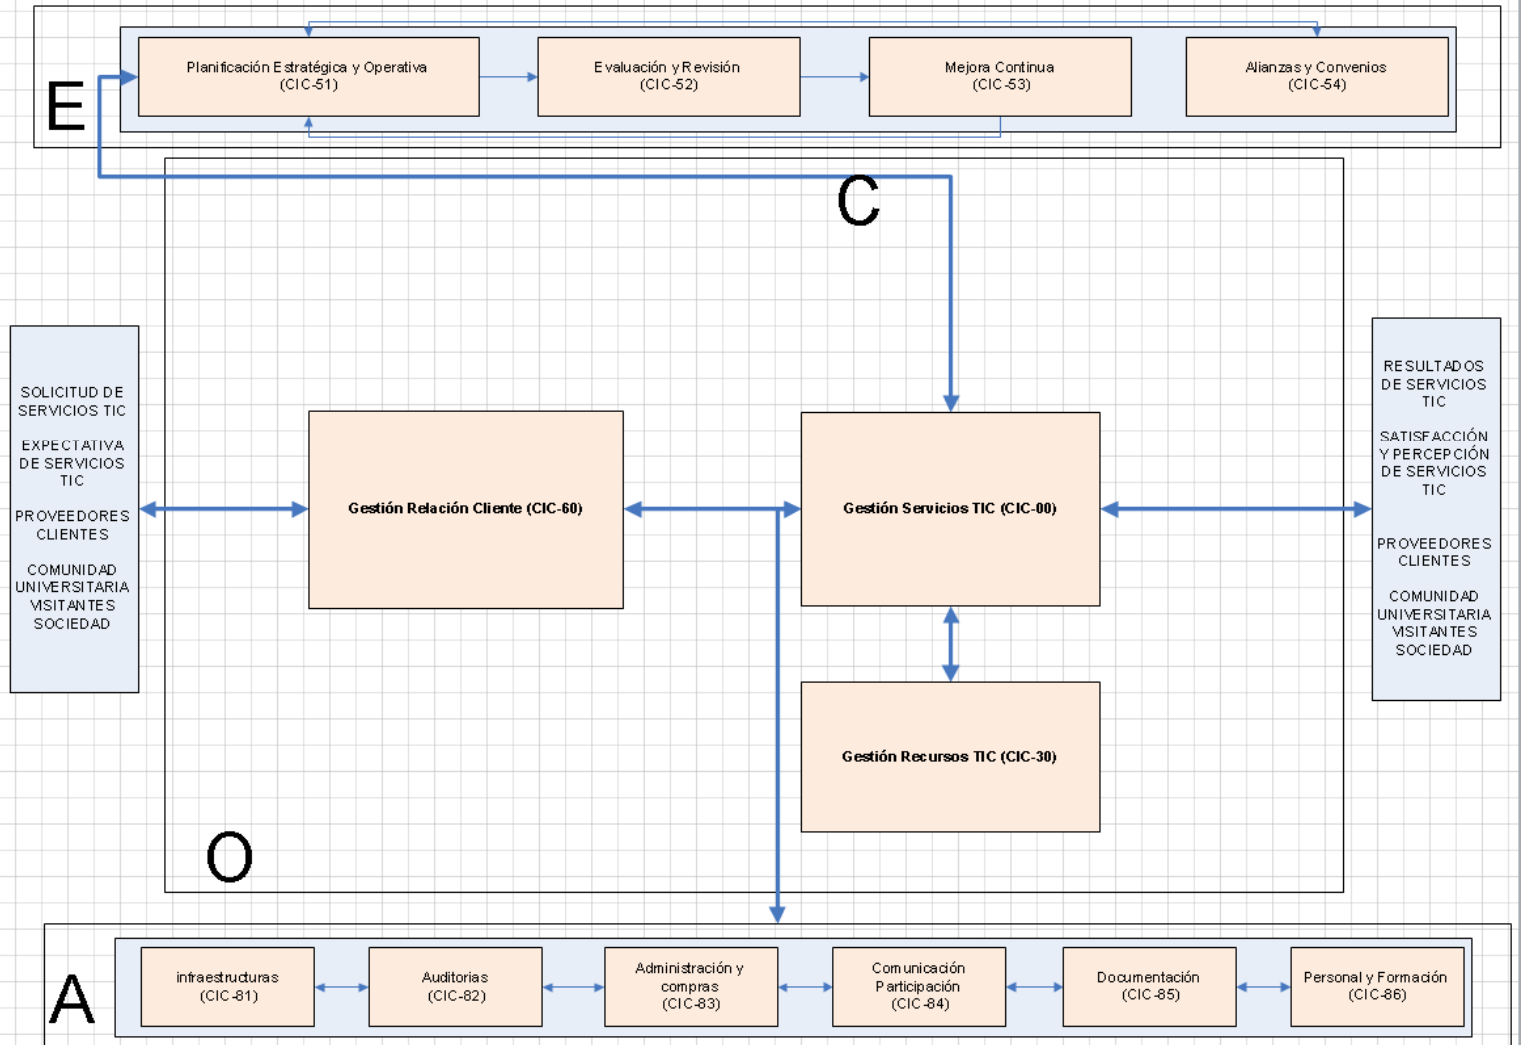 E
Planificación Estratégica y Operativa
(CIC-51)
Evaluación y Revisión
(CIC-52)
Mejora Continua
(CIC-53)
Alianzas y Convenios
(CIC-54)
C
SOLICITUD DE
SERVICIOS TIC
EXPECTATIVA
DE SERVICIOS
TIC
PROVEEDORES
CLIENTES
COMUNIDAD
UNIVERSITARIA
VISITANTES
SOCIEDAD
Gestión Relación Cliente (CIC-60)
Gestión Servicios TIC (CIC-00)
Gestión Recursos TIC (CIC-30)
RESULTADOS
DE SERVICIOS
TIC
SATISFACCIÓN
Y PERCEPCIÓN
DE SERVICIOS
TIC
PROVEEDORES
CLIENTES
COMUNIDAD
UNIVERSITARIA
VISITANTES
SOCIEDAD
O
A
infraestructuras
(CIC-81)
Auditorias
(CIC-82)
Administración y
compras
(CIC-83)
Comunicación
Participación
(CIC-84)
Documentación
(CIC-85)
Personal y Formación
(CIC-86)